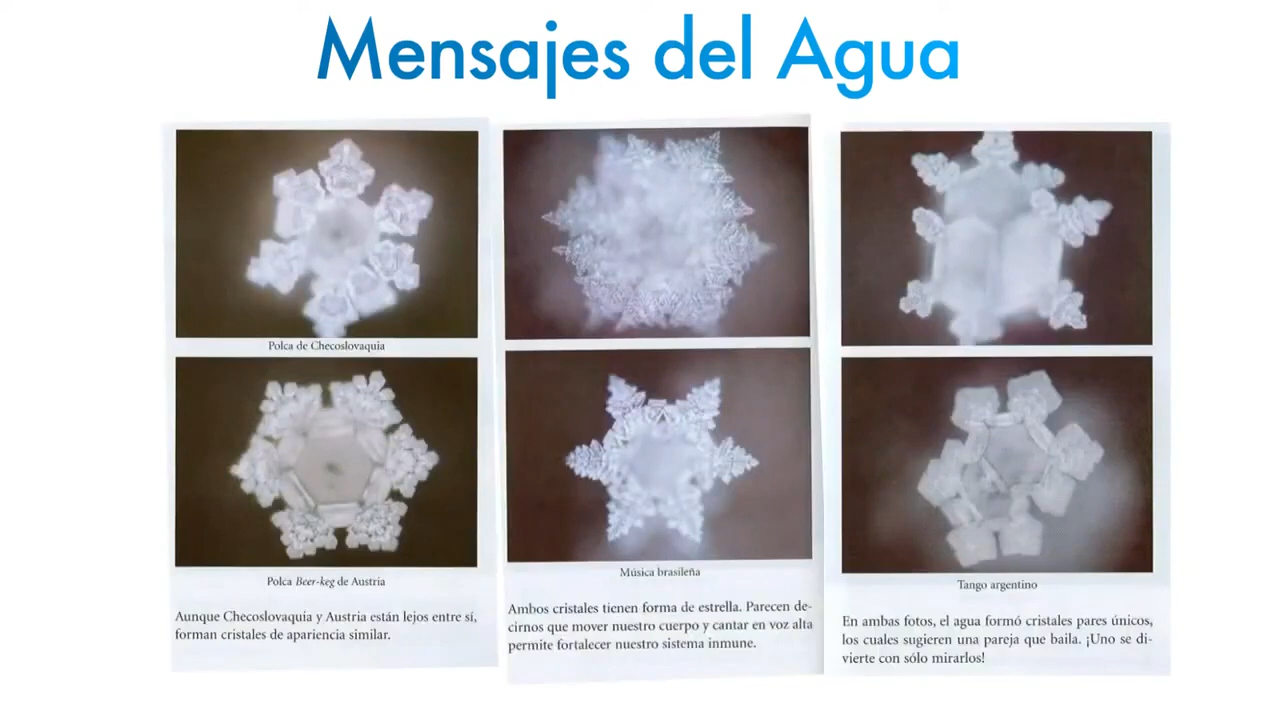 Mensajes del Agua
Polca de Checoslovaquia
Polca Beer-keg de Austria
Aunque Checoslovaquia y Austria están lejos entre sí,
forman cristales de apariencia similar.
Música brasileña
Ambos cristales tienen forma de estrella. Parecen de-
cirnos que mover nuestro cuerpo y cantar en voz alta
permite fortalecer nuestro sistema inmune.
Tango argentino
En ambas fotos, el agua formó cristales pares únicos,
los cuales sugieren una pareja que baila. ¡Uno se di-
vierte con sólo mirarlos!